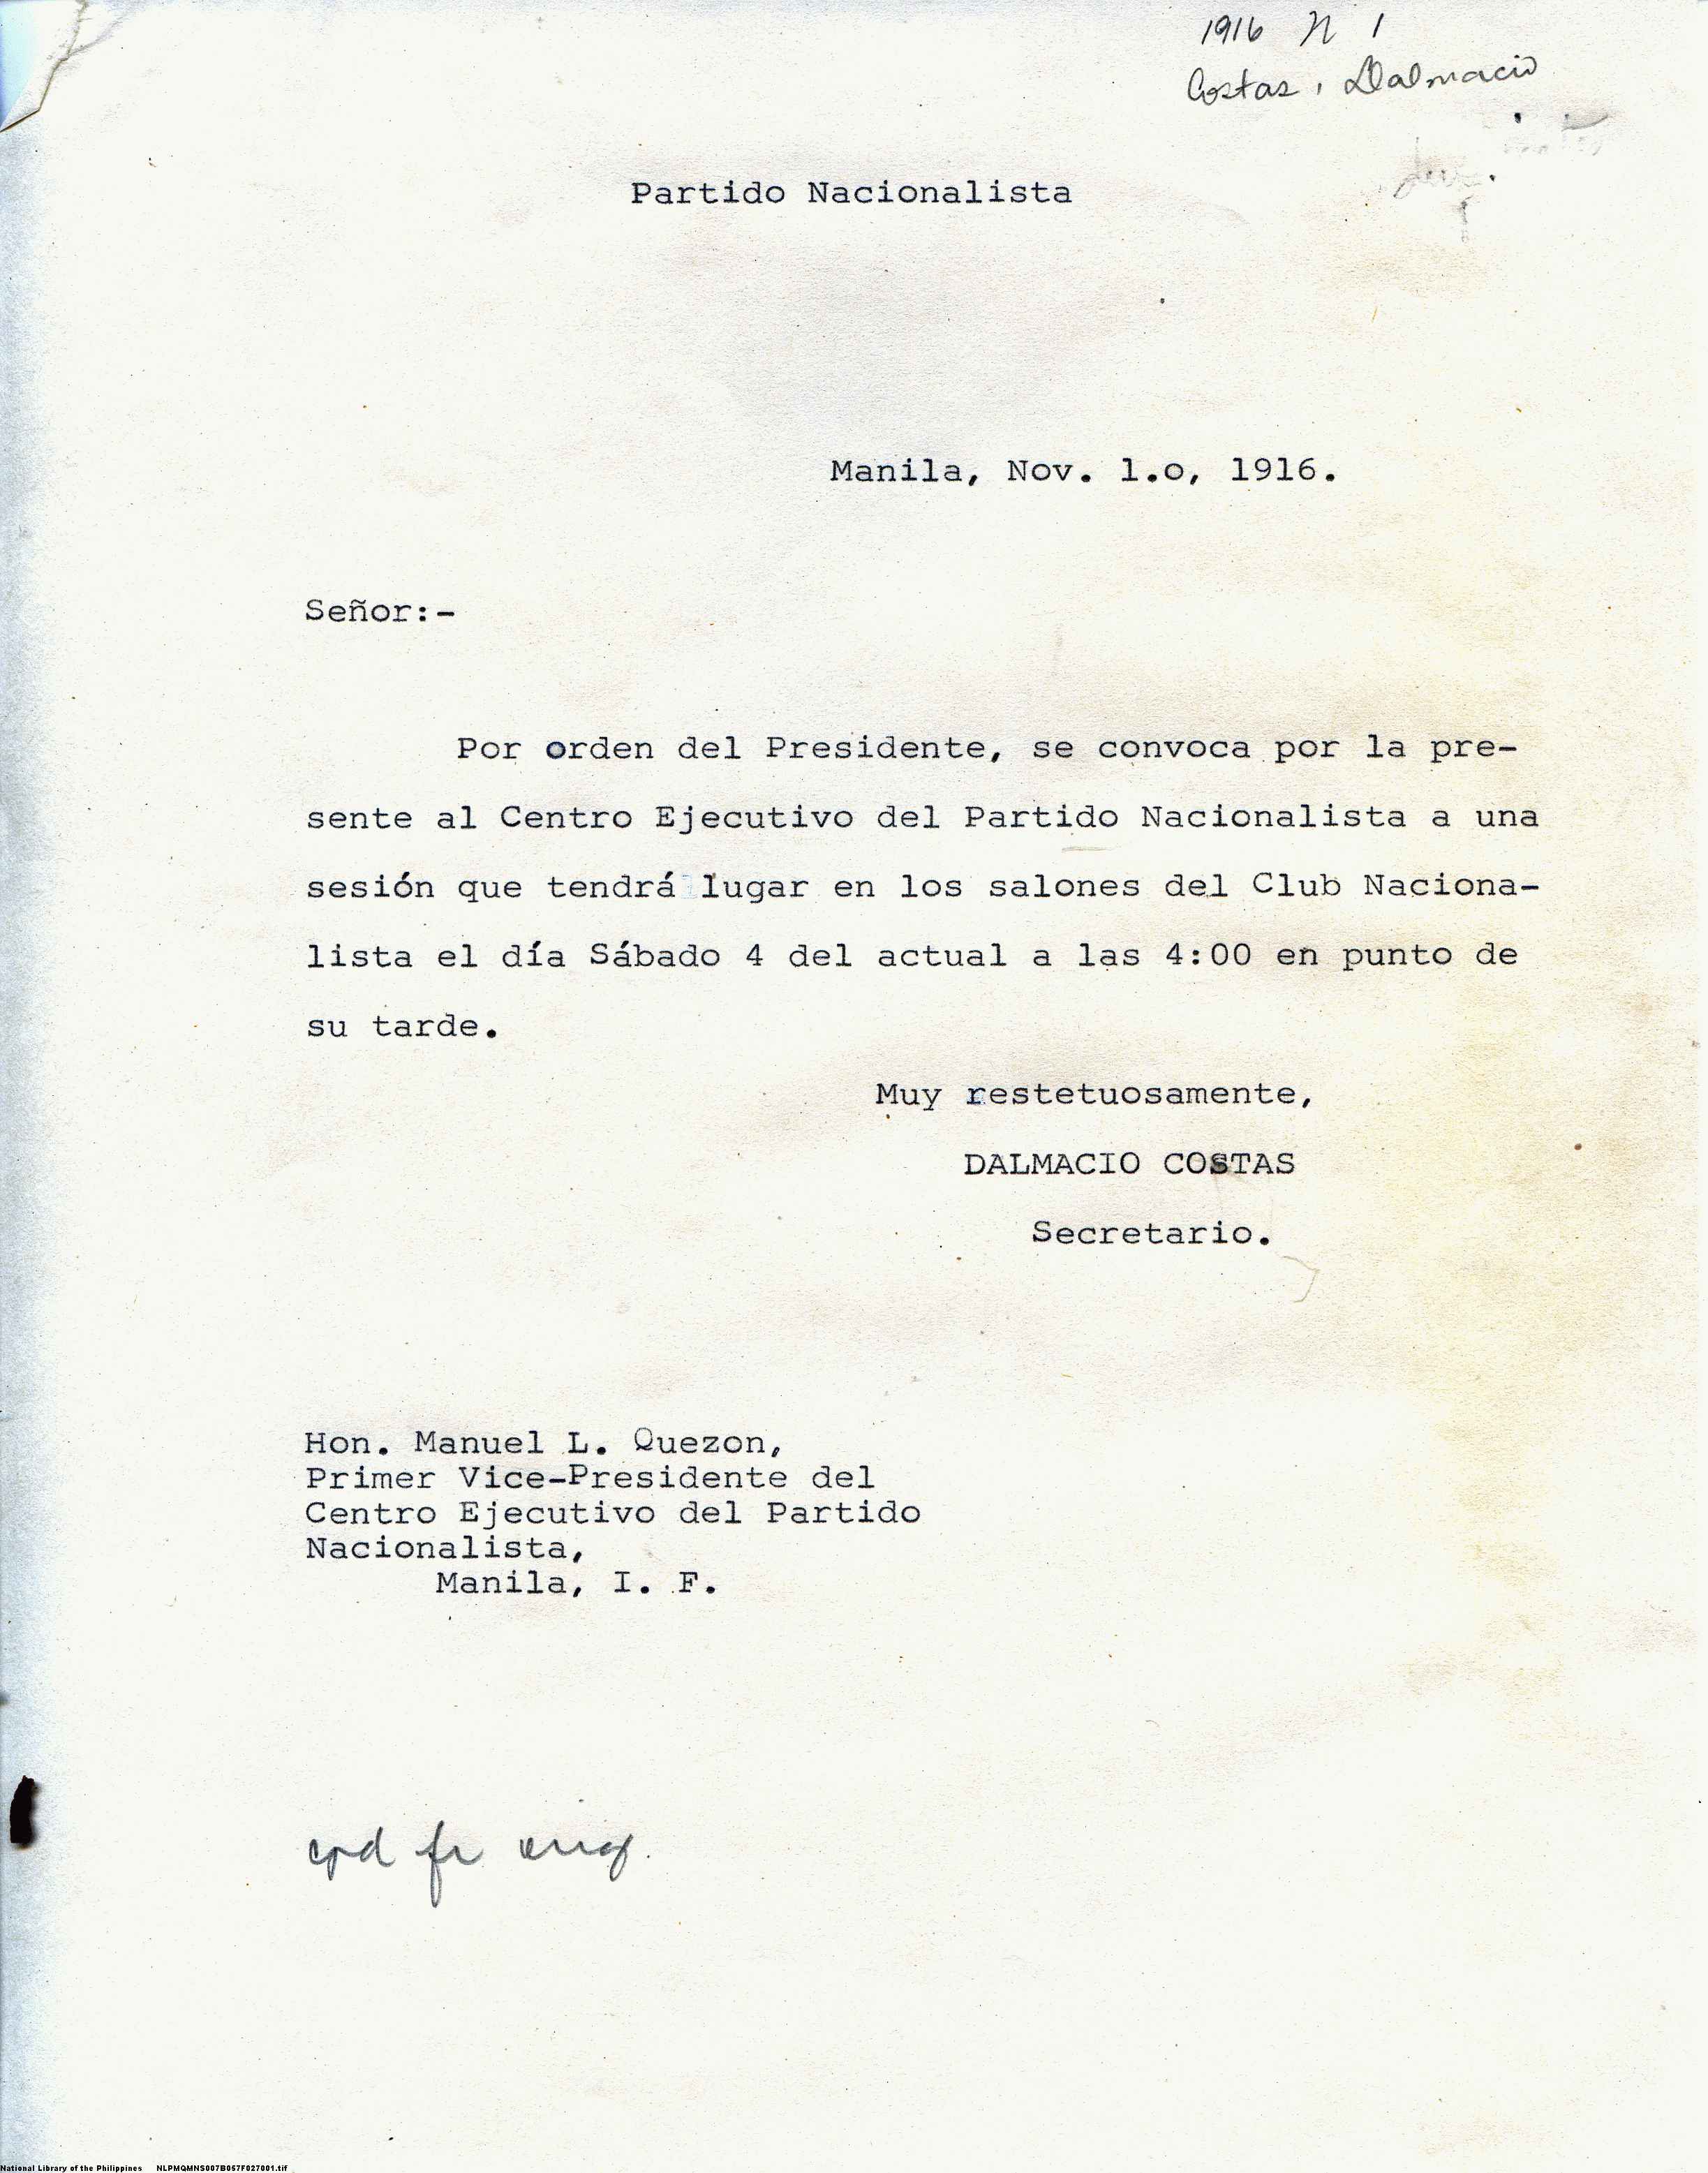 1916 N 1
Costas, Dalmacio
Partido Nacionalista
Manila, Nov. 1.o, 1916.
Señor:-
Por orden del Presidente, se convoca por la pre-
sente al Centro Ejecutivo del Partido Nacionalista a una
sesión que tendrá lugar en los salones del Club Naciona-
lista el día Sábado 4 del actual a las 4:00 en punto de
su tarde.
Muy restetuosamente,
DALMACIO COSTAS
Secretario.
Hon. Manuel L. Quezon,
Primer Vice-Presidente del
Centro Ejecutivo del Partido
Nacionalista,
Manila, I. F.
cpd fr orig.
National Library of the Philippines NLPMQMNS007B057F027001.tif